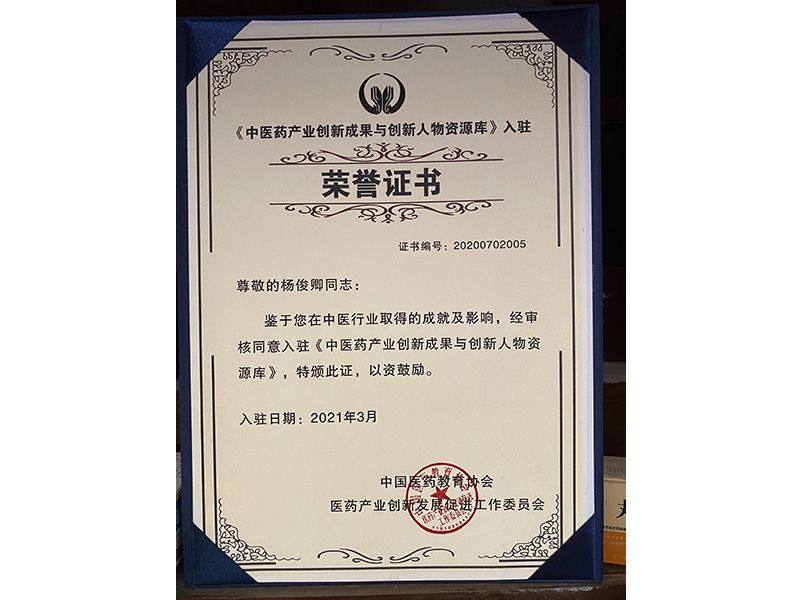 《中医药产业创新成果与创新人物资源库》入驻
荣誉证书
证书编号：20200702005
尊敬的杨俊卿同志：
鉴于您在中医行业取得的成就及影响，经审
核同意入驻《中医药产业创新成果与创新人物资
源库》，特颁此证，以资鼓励。
入驻日期：2021年3月
中国医药教育协会
医药产业创新发展促进工作委员会